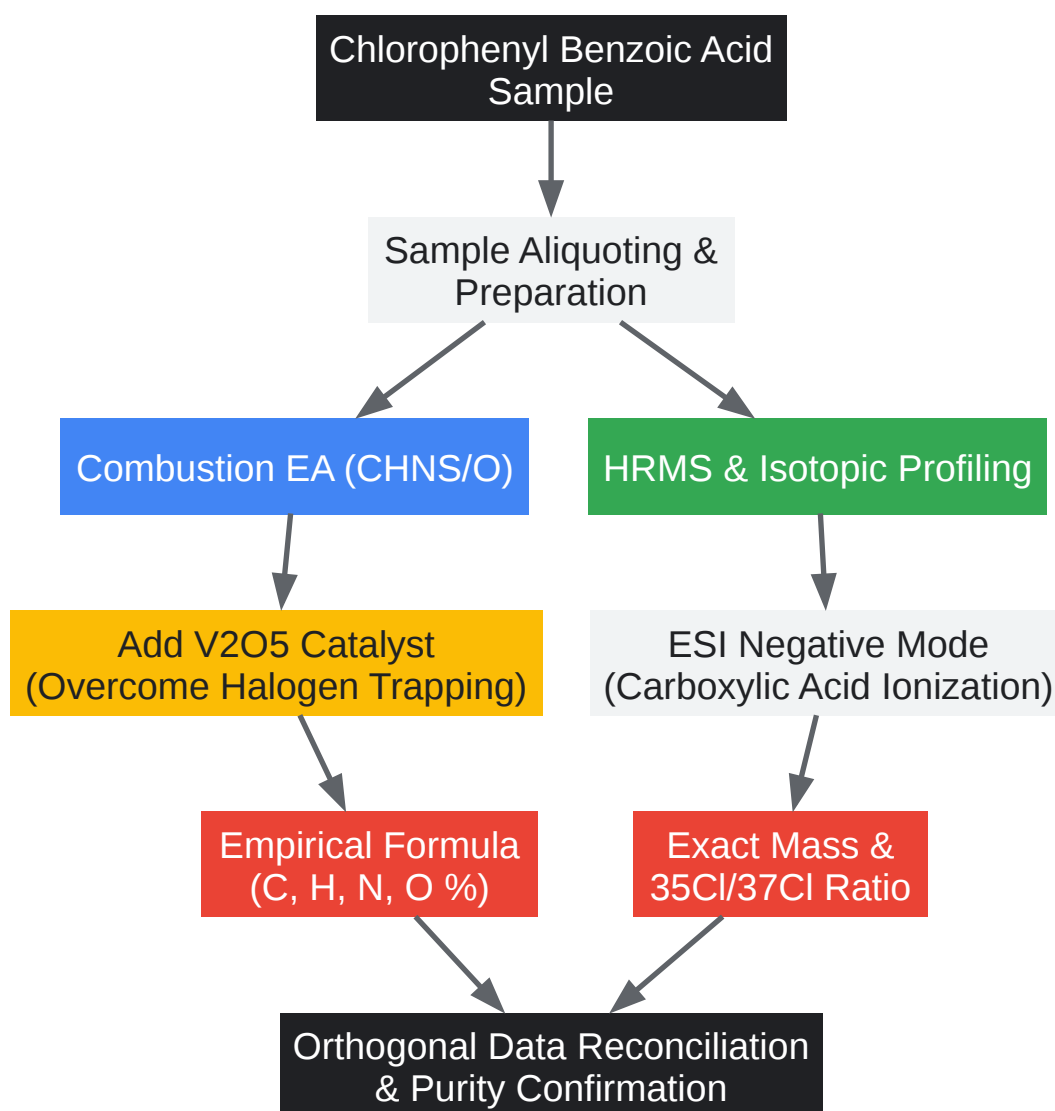 Chlorophenyl Benzoic Acid
Sample
Sample Aliquoting &
Preparation
Combustion EA (CHNS/O)
HRMS & Isotopic Profiling
Add V2O5 Catalyst
(Overcome Halogen Trapping)
ESI Negative Mode
(Carboxylic Acid Ionization)
Empirical Formula
(C, H, N, O %)
Exact Mass &
35Cl/37Cl Ratio
Orthogonal Data Reconciliation
& Purity Confirmation